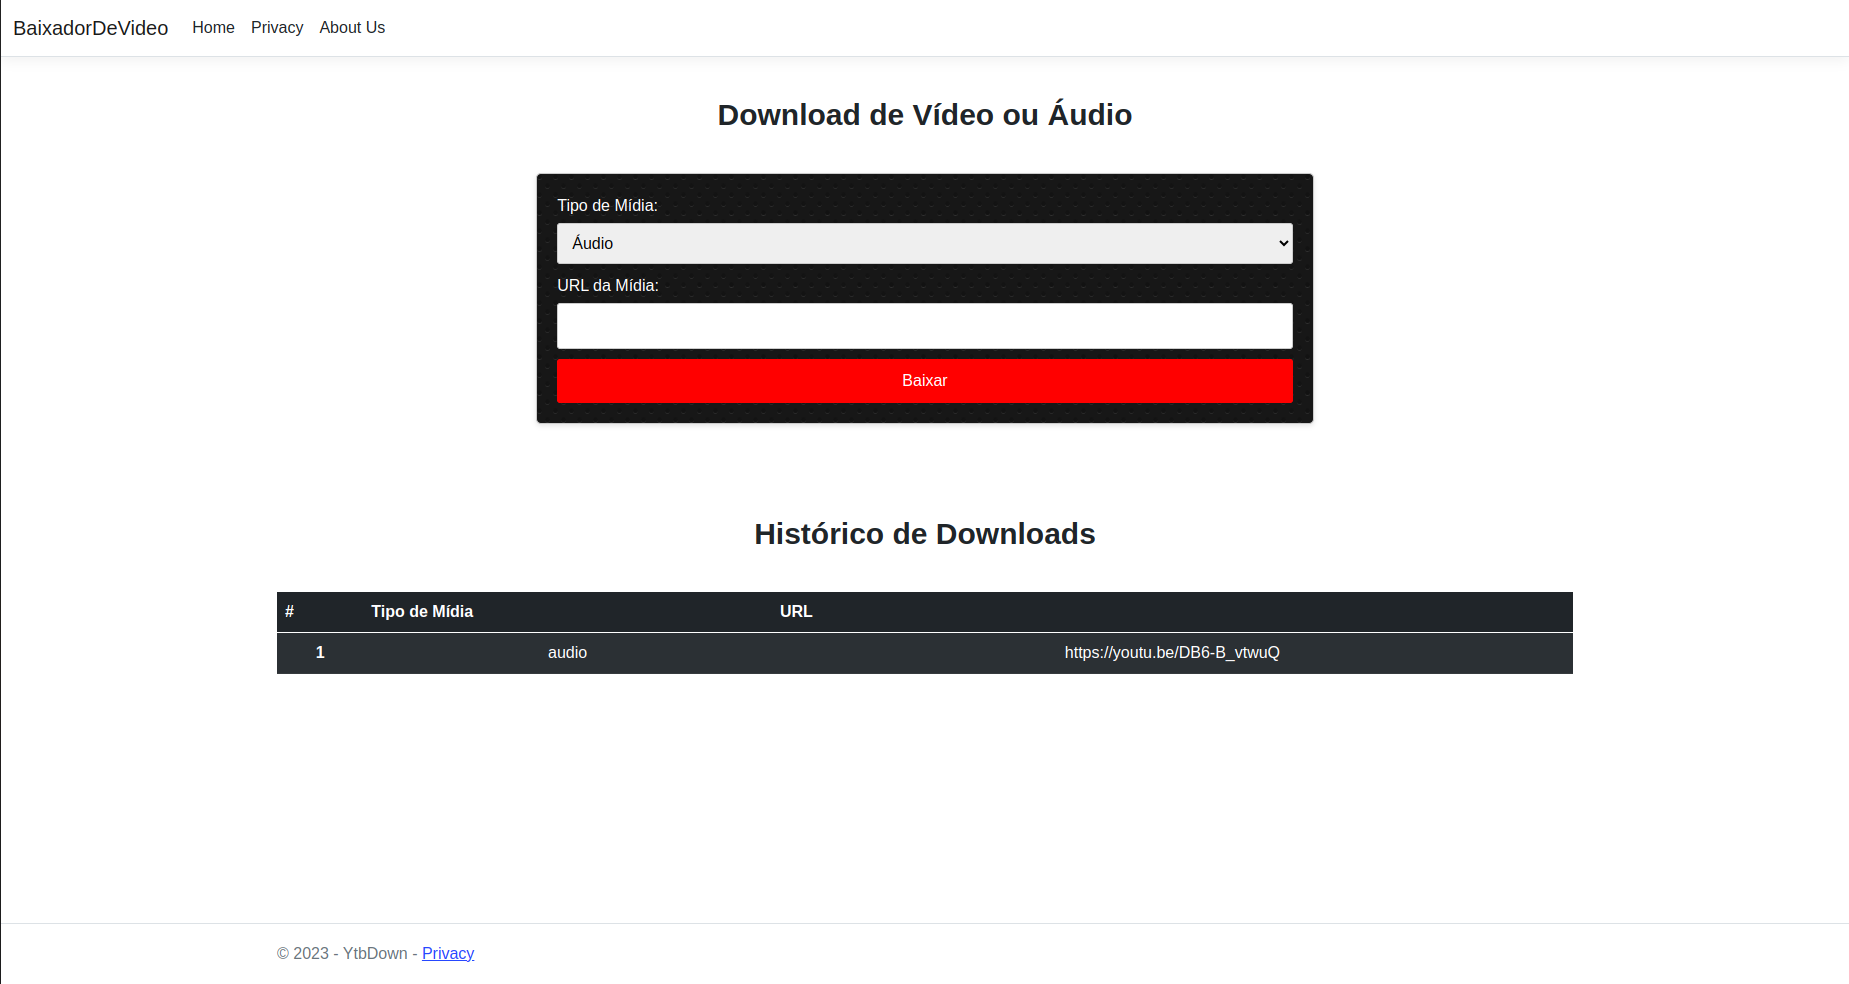 BaixadorDeVideo Home Privacy About Us
Download de Vídeo ou Áudio
Tipo de Mídia:
Áudio
URL da Mídia:
Baixar
Histórico de Downloads
# Tipo de Mídia URL
1 audio https://youtu.be/DB6-B_vtwuQ
© 2023 - YtbDown - Privacy